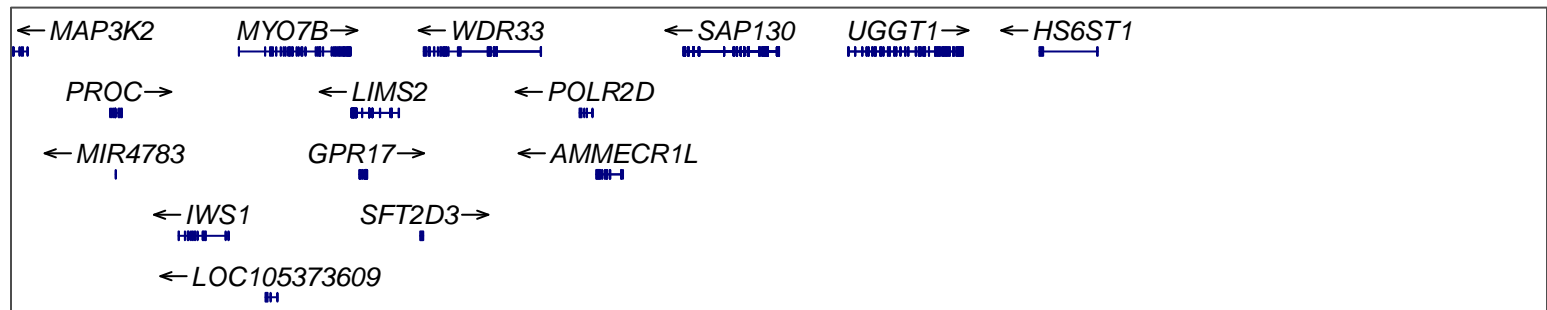 ←MAP3K2 MYO7B→ ←WDR33 ←SAP130 UGGT1→ ←HS6ST1
PROC→ ←LIMS2 ←POLR2D
←MIR4783 GPR17→ ←AMMECR1L
←IWS1 SFT2D3→
←LOC105373609